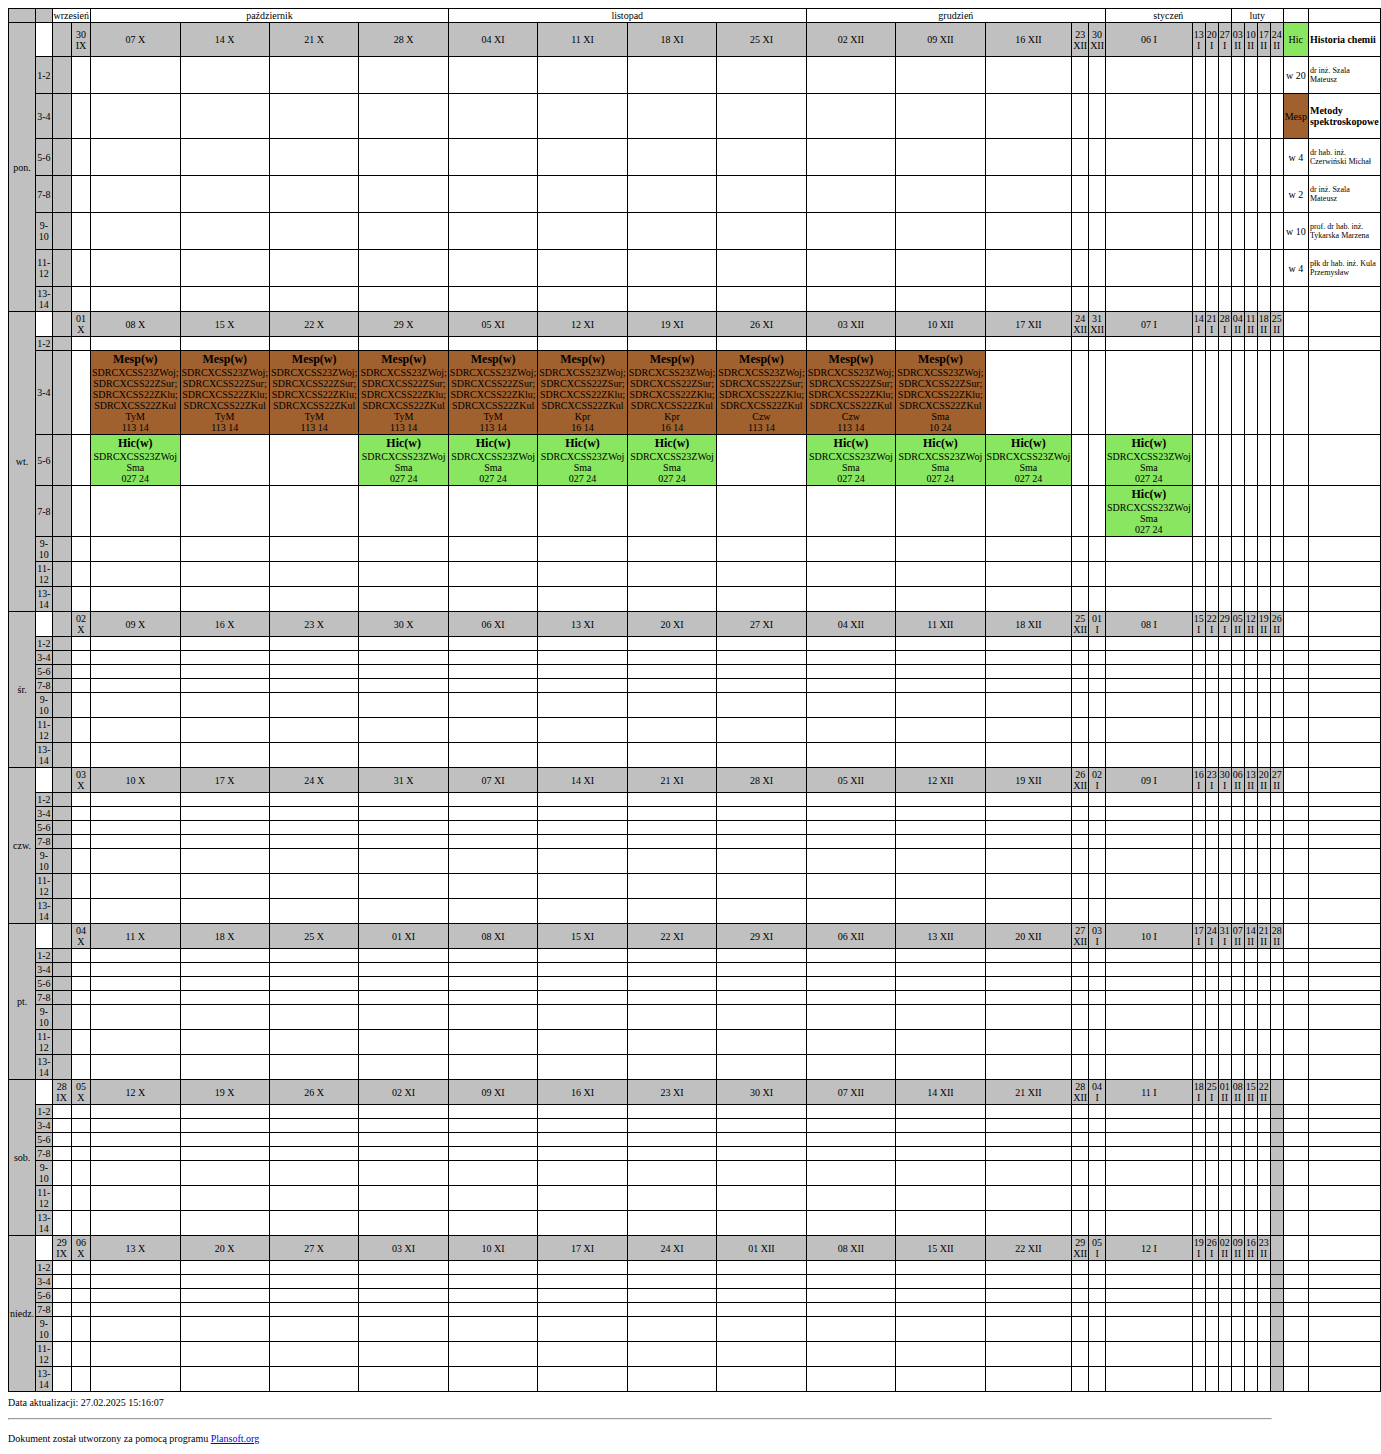 wrzesień październik listopad grudzień styczeń luty
pon. 30 IX 07 X 14 X 21 X 28 X 04 XI 11 XI 18 XI 25 XI 02 XII 09 XII 16 XII 23 XII 30 XII 06 I 13 I 20 I 27 I 03 II 10 II 17 II 24 II Hic Historia chemii
1-2 w 20 dr inż. Szala Mateusz
3-4 Mesp Metody spektroskopowe
5-6 w 4 dr hab. inż. Czerwiński Michał
7-8 w 2 dr inż. Szala Mateusz
9-10 w 10 prof. dr hab. inż. Tykarska Marzena
11-12 w 4 płk dr hab. inż. Kula Przemysław
13-14
wt. 01 X 08 X 15 X 22 X 29 X 05 XI 12 XI 19 XI 26 XI 03 XII 10 XII 17 XII 24 XII 31 XII 07 I 14 I 21 I 28 I 04 II 11 II 18 II 25 II
1-2
3-4
Mesp(w) Mesp(w) Mesp(w) Mesp(w) Mesp(w) Mesp(w) Mesp(w) Mesp(w) Mesp(w) Mesp(w)
SDRCXCSS23ZWoj; SDRCXCSS23ZWoj; SDRCXCSS23ZWoj; SDRCXCSS23ZWoj; SDRCXCSS23ZWoj; SDRCXCSS23ZWoj; SDRCXCSS23ZWoj; SDRCXCSS23ZWoj; SDRCXCSS23ZWoj; SDRCXCSS23ZWoj;
SDRCXCSS22ZSur; SDRCXCSS22ZSur; SDRCXCSS22ZSur; SDRCXCSS22ZSur; SDRCXCSS22ZSur; SDRCXCSS22ZSur; SDRCXCSS22ZSur; SDRCXCSS22ZSur; SDRCXCSS22ZSur; SDRCXCSS22ZSur;
SDRCXCSS22ZKlu; SDRCXCSS22ZKlu; SDRCXCSS22ZKlu; SDRCXCSS22ZKlu; SDRCXCSS22ZKlu; SDRCXCSS22ZKlu; SDRCXCSS22ZKlu; SDRCXCSS22ZKlu; SDRCXCSS22ZKlu; SDRCXCSS22ZKlu;
SDRCXCSS22ZKul SDRCXCSS22ZKul SDRCXCSS22ZKul SDRCXCSS22ZKul SDRCXCSS22ZKul SDRCXCSS22ZKul SDRCXCSS22ZKul SDRCXCSS22ZKul SDRCXCSS22ZKul SDRCXCSS22ZKul
TyM TyM TyM TyM TyM Kpr Kpr Czw Czw Sma
113 14 113 14 113 14 113 14 113 14 16 14 16 14 113 14 113 14 10 24
5-6
Hic(w) Hic(w) Hic(w) Hic(w) Hic(w) Hic(w) Hic(w) Hic(w) Hic(w)
SDRCXCSS23ZWoj SDRCXCSS23ZWoj SDRCXCSS23ZWoj SDRCXCSS23ZWoj SDRCXCSS23ZWoj SDRCXCSS23ZWoj SDRCXCSS23ZWoj SDRCXCSS23ZWoj SDRCXCSS23ZWoj
Sma Sma Sma Sma Sma Sma Sma Sma Sma
027 24 027 24 027 24 027 24 027 24 027 24 027 24 027 24 027 24
7-8
Hic(w)
SDRCXCSS23ZWoj
Sma
027 24
9-10
11-12
13-14
śr. 02 X 09 X 16 X 23 X 30 X 06 XI 13 XI 20 XI 27 XI 04 XII 11 XII 18 XII 25 XII 01 I 08 I 15 I 22 I 29 I 05 II 12 II 19 II 26 II
1-2
3-4
5-6
7-8
9-10
11-12
13-14
czw. 03 X 10 X 17 X 24 X 31 X 07 XI 14 XI 21 XI 28 XI 05 XII 12 XII 19 XII 26 XII 02 I 09 I 16 I 23 I 30 I 06 II 13 II 20 II 27 II
1-2
3-4
5-6
7-8
9-10
11-12
13-14
pt. 04 X 11 X 18 X 25 X 01 XI 08 XI 15 XI 22 XI 29 XI 06 XII 13 XII 20 XII 27 XII 03 I 10 I 17 I 24 I 31 I 07 II 14 II 21 II 28 II
1-2
3-4
5-6
7-8
9-10
11-12
13-14
sob. 28 IX 05 X 12 X 19 X 26 X 02 XI 09 XI 16 XI 23 XI 30 XI 07 XII 14 XII 21 XII 28 XII 04 I 11 I 18 I 25 I 01 II 08 II 15 II 22 II
1-2
3-4
5-6
7-8
9-10
11-12
13-14
niedz. 29 IX 06 X 13 X 20 X 27 X 03 XI 10 XI 17 XI 24 XI 01 XII 08 XII 15 XII 22 XII 29 XII 05 I 12 I 19 I 26 I 02 II 09 II 16 II 23 II
1-2
3-4
5-6
7-8
9-10
11-12
13-14
Data aktualizacji: 27.02.2025 15:16:07
Dokument został utworzony za pomocą programu Plansoft.org